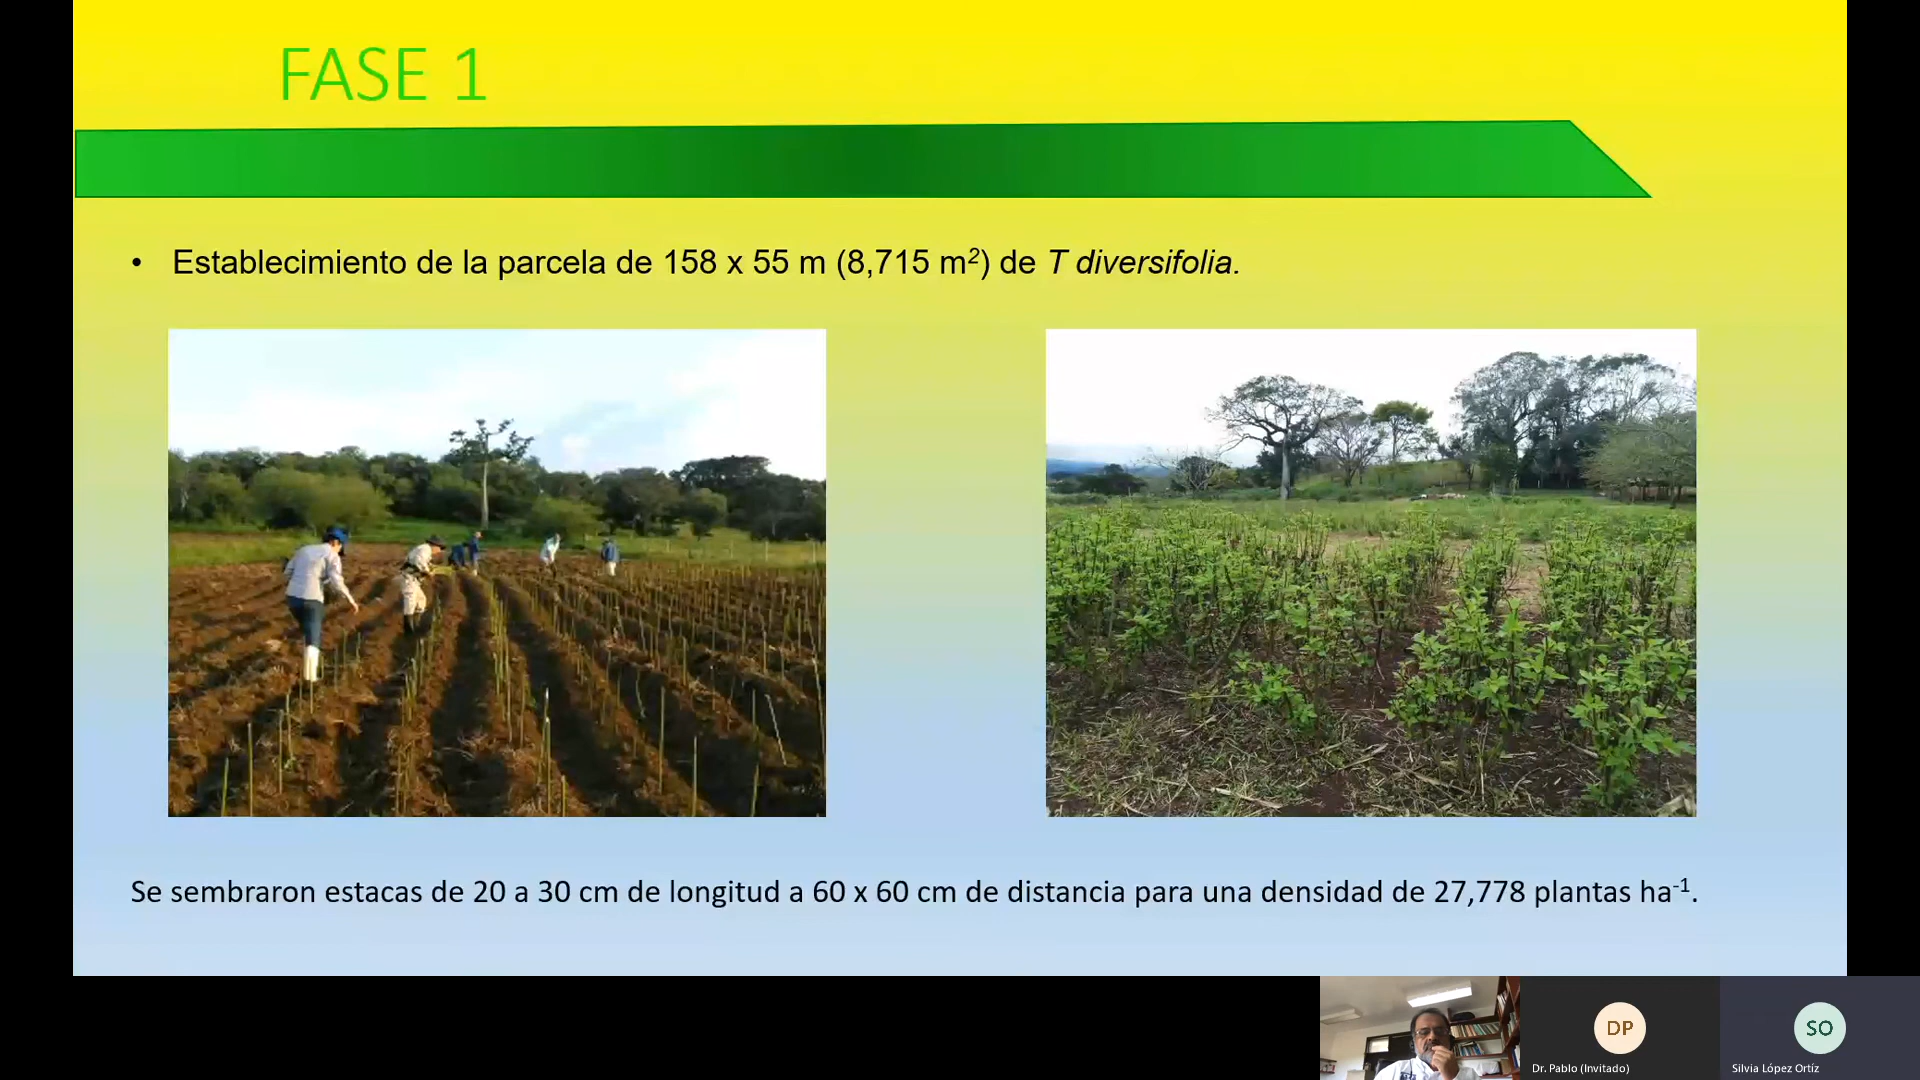 FASE 1
• Establecimiento de la parcela de 158 x 55 m (8,715 m²) de T diversifolia.
Se sembraron estacas de 20 a 30 cm de longitud a 60 x 60 cm de distancia para una densidad de 27,778 plantas ha⁻¹.
DP
SO
Dr. Pablo (Invitado)
Silvia López Ortíz